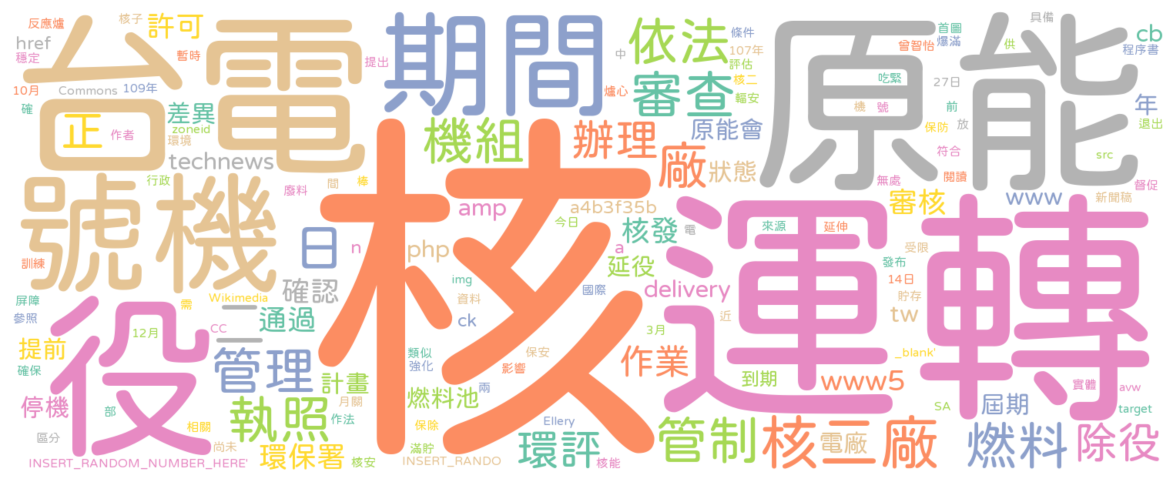 台電
期間
原能
核
運轉
役
號機
依法
審查
許可
反應爐
核子
href
穩定
暫時
10月
Commons
109年
提出
確
正
作者
差異
zoneid
環境
technews
行政
廢料
間
棒
訓練
機組
辦理
廠
原能會
狀態
中
條件
107年
評估
核二
輻安
爐心
首圖
爆滿
曾智怡
吃緊
機
號
27日
具備
供
前
放
保防
符合
無處
閱讀
cb
程序書
年
退出
src
督促
審核
www
新聞稿
amp
a4b3f35b
今日
核發
竜
a
延役
n
php
img
資料
國際
日
確認
ck
delivery
3月
近
來源
延伸
受限
發布
14日
貯存
tw
_blank'
屏障
參照
Wikimedia
需
一
二
通過
CC
12月
提前
確保
管理
類似
強化
保安
影響
兩
計畫
月關
作法
燃料池
作業
到期
www5
SA
屆期
實體
avw
target
停機
部
區分
相關
尚未
執照
環保署
核安
滿貯
保除
Ellery
環評
核能
管制
核三廠
電廠
燃料
除役
INSERT_RANDOM_NUMBER_HERE'
INSERT_RANDO